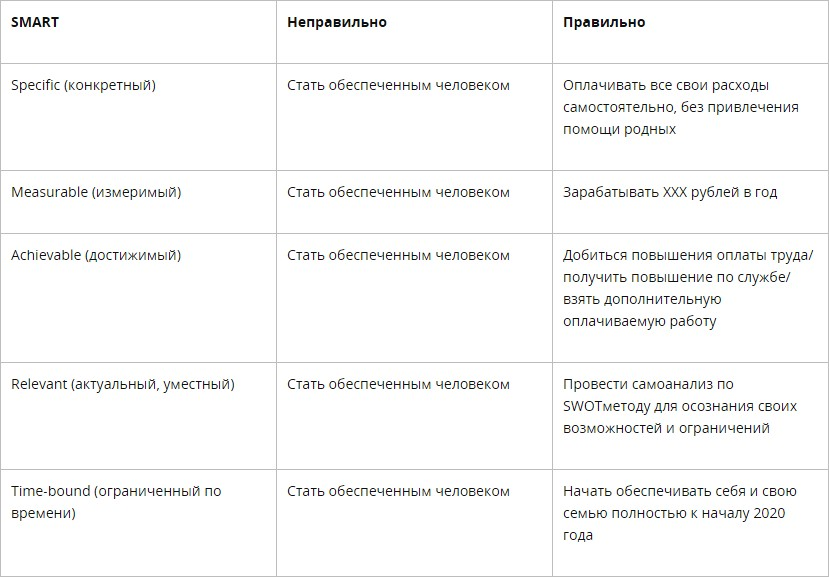 SMART
Неправильно
Правильно
Specific (конкретный)
Стать обеспеченным человеком
Оплачивать все свои расходы
самостоятельно, без привлечения
помощи родных
Measurable (измеримый)
Стать обеспеченным человеком
Зарабатывать XXX рублей в год
Achievable (достижимый)
Стать обеспеченным человеком
Добиться повышения оплаты труда/
получить повышение по службе/
взять дополнительную
оплачиваемую работу
Relevant (актуальный, уместный)
Стать обеспеченным человеком
Провести самоанализ по
SWOTметоду для осознания своих
возможностей и ограничений
Time-bound (ограниченный по
времени)
Стать обеспеченным человеком
Начать обеспечивать себя и свою
семью полностью к началу 2020
года